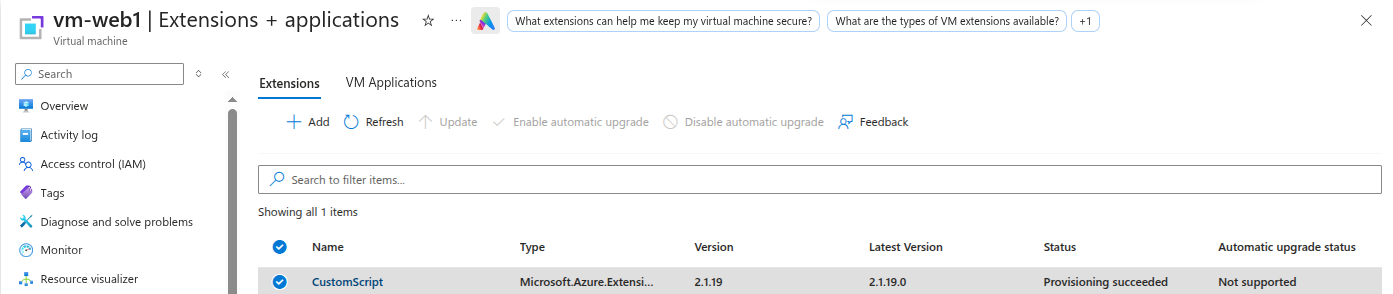 vm-web1 | Extensions + applications ☆ ... What extensions can help me keep my virtual machine secure? What are the types of VM extensions available? +1
Virtual machine
Search
Overview
Activity log
Access control (IAM)
Tags
Diagnose and solve problems
Monitor
Resource visualizer
Extensions VM Applications
Add Refresh Update Enable automatic upgrade Disable automatic upgrade Feedback
Search to filter items...
Showing all 1 items
Name Type Version Latest Version Status Automatic upgrade status
CustomScript Microsoft.Azure.Extensi... 2.1.19 2.1.19.0 Provisioning succeeded Not supported